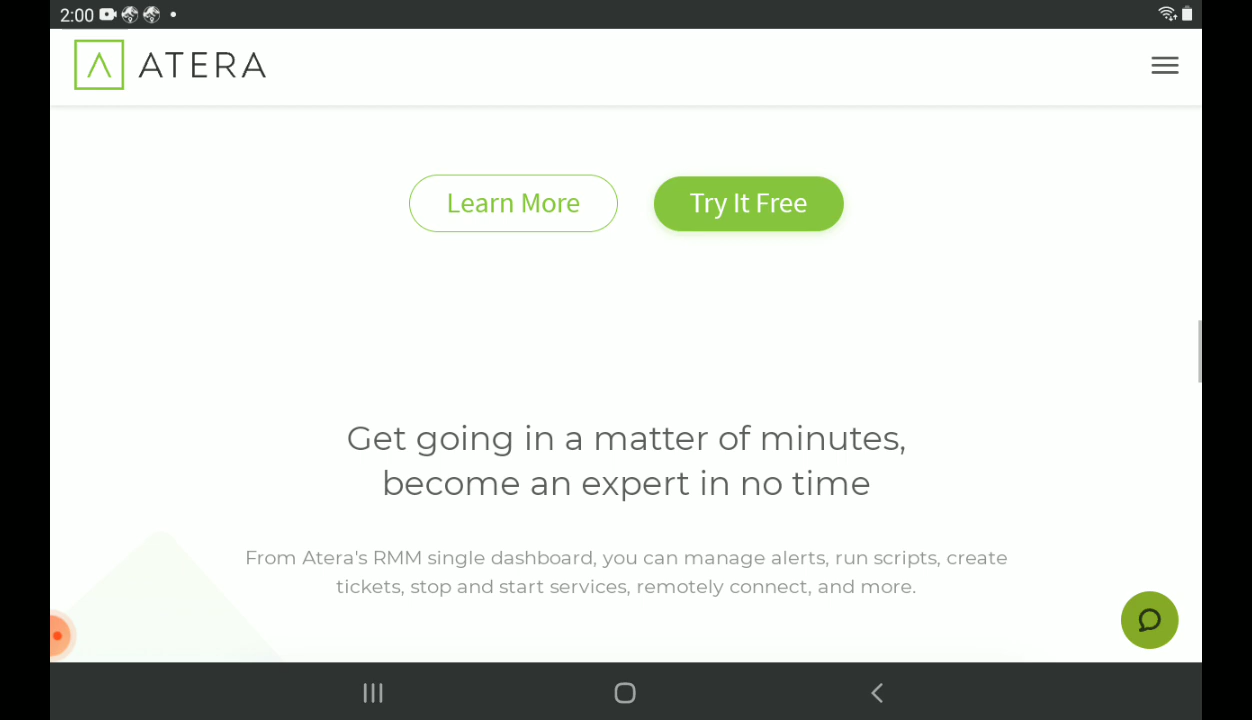 2:00
ATERA
Learn More
Try It Free
Get going in a matter of minutes,
become an expert in no time
From Atera's RMM single dashboard, you can manage alerts, run scripts, create
tickets, stop and start services, remotely connect, and more.